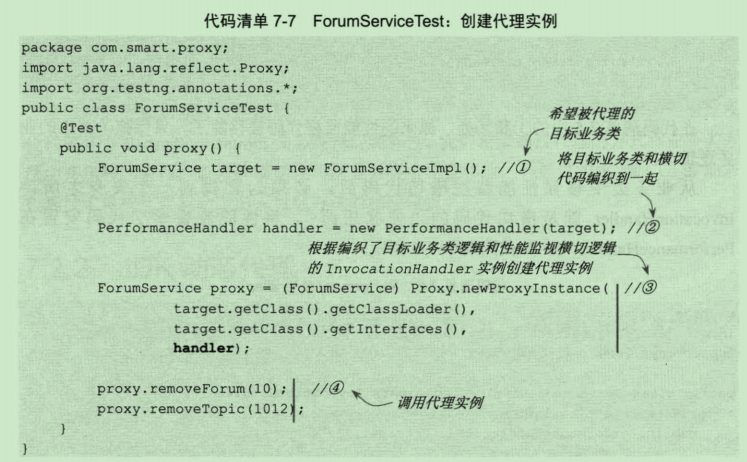 代码清单 7-7 ForumServiceTest：创建代理实例
package com.smart.proxy;
import java.lang.reflect.Proxy;
import org.testng.annotations.*;
public class ForumServiceTest {
@Test
希望被代理的
目标业务类
public void proxy() {
ForumService target = new ForumServiceImpl(); //①
将目标业务类和横切
代码编织到一起
PerformanceHandler handler = new PerformanceHandler(target); //②
根据编织了目标业务类逻辑和性能监视横切逻辑
的 InvocationHandler 实例创建代理实例
ForumService proxy = (ForumService) Proxy.newProxyInstance( //③
target.getClass().getClassLoader(),
target.getClass().getInterfaces(),
handler);
proxy.removeForum(10); //④
调用代理实例
proxy.removeTopic(1012);
}
}